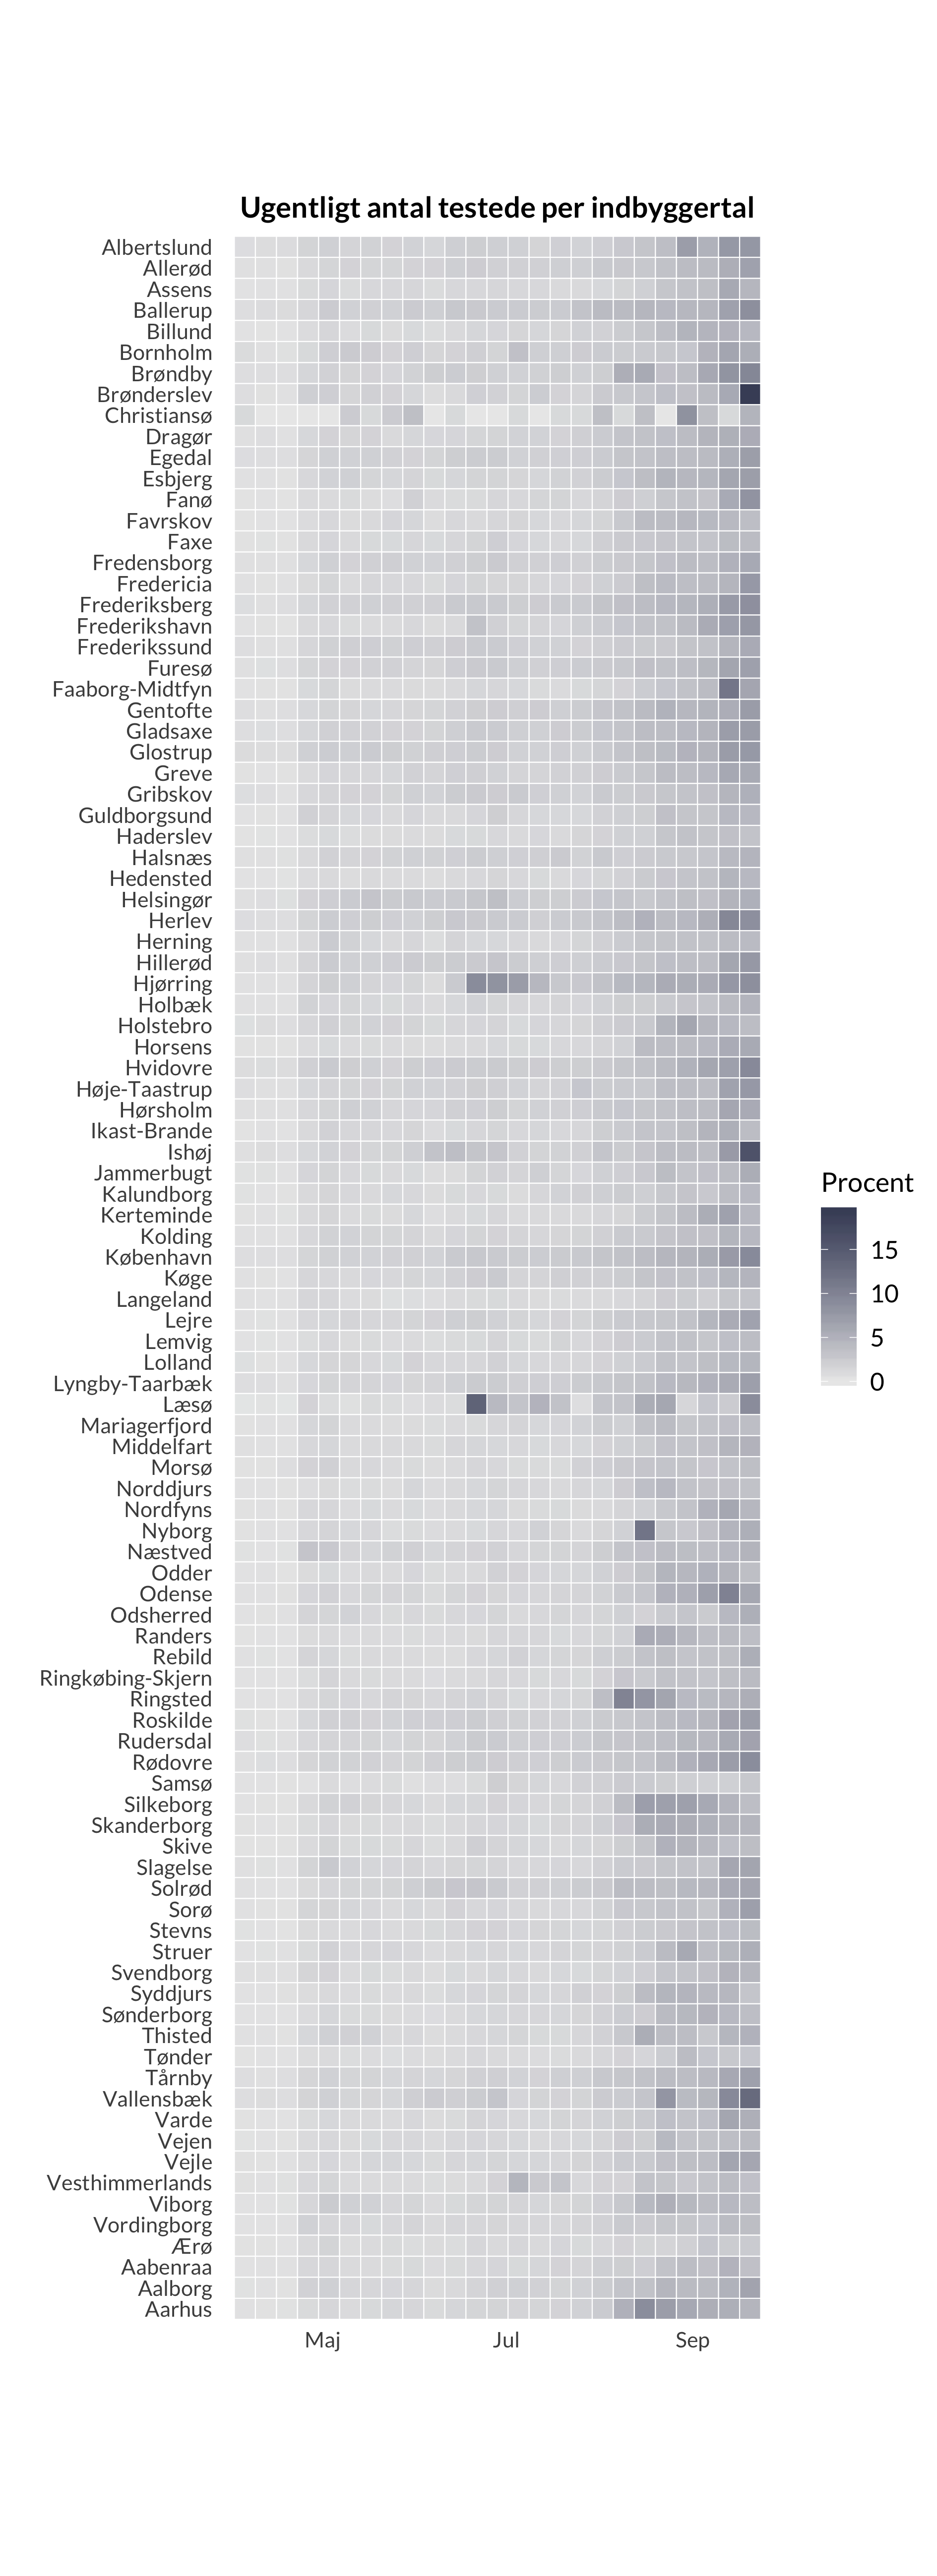 Ugentligt antal testede per indbyggertal
Albertslund
Allerød
Assens
Ballerup
Billund
Bornholm
Brøndby
Brønderslev
Christiansø
Dragør
Egedal
Esbjerg
Fanø
Favrskov
Faxe
Fredensborg
Fredericia
Frederiksberg
Frederikshavn
Frederikssund
Furesø
Faaborg-Midtfyn
Gentofte
Gladsaxe
Glostrup
Greve
Gribskov
Guldborgsund
Haderslev
Halsnæs
Hedensted
Helsingør
Herlev
Herning
Hillerød
Hjørring
Holbæk
Holstebro
Horsens
Hvidovre
Høje-Taastrup
Hørsholm
Ikast-Brande
Ishøj
Jammerbugt
Kalundborg
Kerteminde
Kolding
København
Køge
Langeland
Lejre
Lemvig
Lolland
Lyngby-Taarbæk
Læsø
Mariagerfjord
Middelfart
Morsø
Norddjurs
Nordfyns
Nyborg
Næstved
Odder
Odense
Odsherred
Randers
Rebild
Ringkøbing-Skjern
Ringsted
Roskilde
Rudersdal
Rødovre
Samsø
Silkeborg
Skanderborg
Skive
Slagelse
Solrød
Sorø
Stevns
Struer
Svendborg
Syddjurs
Sønderborg
Thisted
Tønder
Tårnby
Vallensbæk
Varde
Vejen
Vejle
Vesthimmerlands
Viborg
Vordingborg
Ærø
Aabenraa
Aalborg
Aarhus
Maj Jul Sep
Procent
15
10
5
0